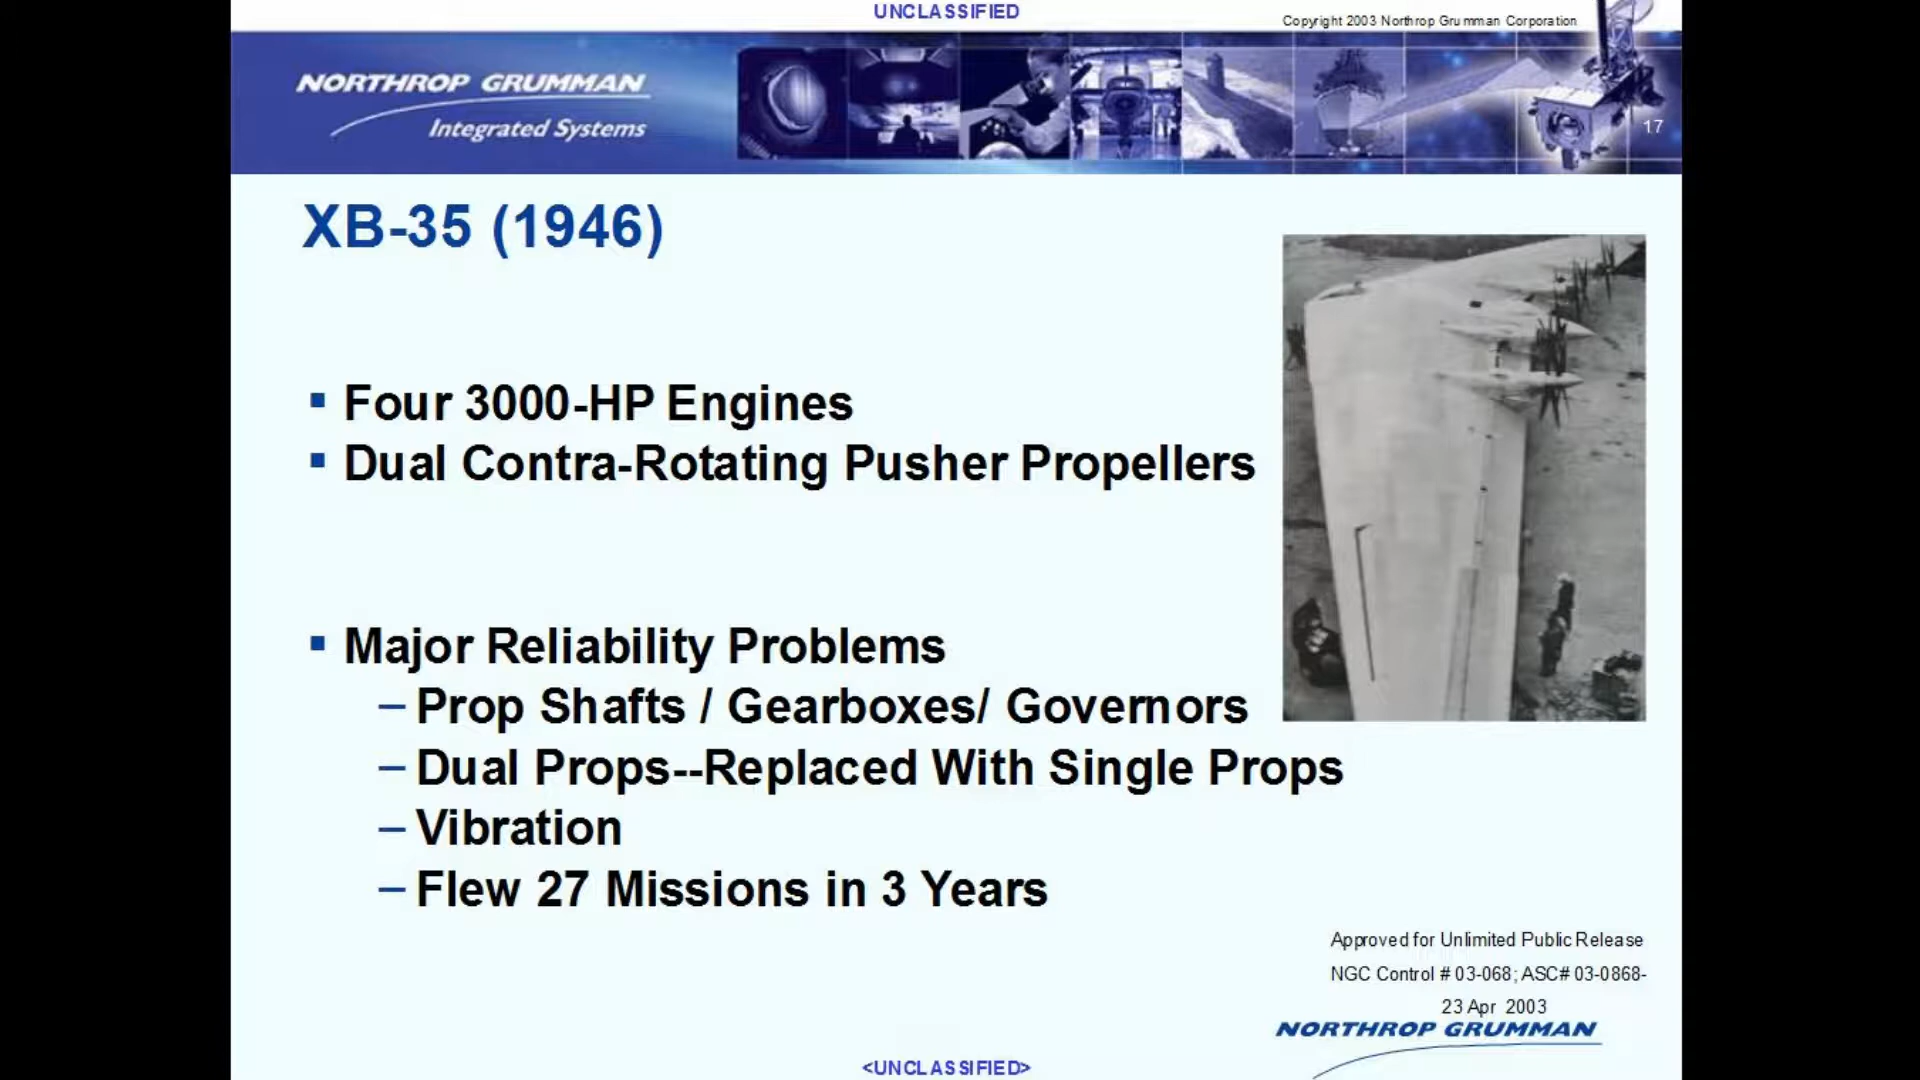 UNCLASSIFIED
Copyright 2003 Northrop Grumman Corporation
NORTHROP GRUMMAN
Integrated Systems
17
XB-35 (1946)
▪ Four 3000-HP Engines
▪ Dual Contra-Rotating Pusher Propellers
▪ Major Reliability Problems
– Prop Shafts / Gearboxes/ Governors
– Dual Props--Replaced With Single Props
– Vibration
– Flew 27 Missions in 3 Years
Approved for Unlimited Public Release
NGC Control # 03-068; ASC# 03-0868-
23 Apr 2003
NORTHROP GRUMMAN
<UNCLASSIFIED>